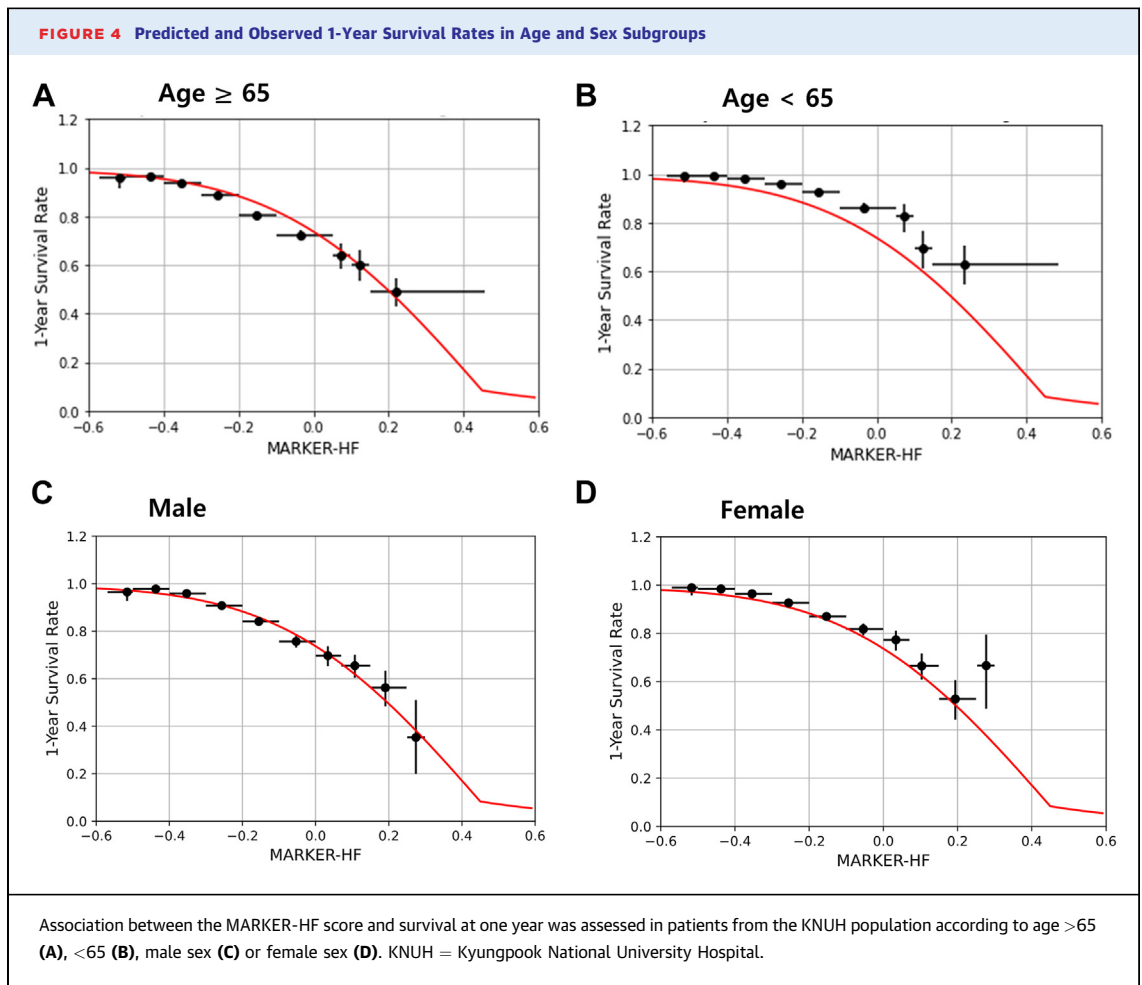 FIGURE 4 Predicted and Observed 1-Year Survival Rates in Age and Sex Subgroups
A
Age ≥ 65
1.2
1.0
0.8
0.6
0.4
0.2
0.0
1-Year Survival Rate
−0.6 −0.4 −0.2 0.0 0.2 0.4 0.6
MARKER-HF
B
Age < 65
1.2
1.0
0.8
0.6
0.4
0.2
0.0
1-Year Survival Rate
−0.6 −0.4 −0.2 0.0 0.2 0.4 0.6
MARKER-HF
C
Male
1.2
1.0
0.8
0.6
0.4
0.2
0.0
1-Year Survival Rate
−0.6 −0.4 −0.2 0.0 0.2 0.4 0.6
MARKER-HF
D
Female
1.2
1.0
0.8
0.6
0.4
0.2
0.0
1-Year Survival Rate
−0.6 −0.4 −0.2 0.0 0.2 0.4 0.6
MARKER-HF
Association between the MARKER-HF score and survival at one year was assessed in patients from the KNUH population according to age >65
(A), <65 (B), male sex (C) or female sex (D). KNUH = Kyungpook National University Hospital.